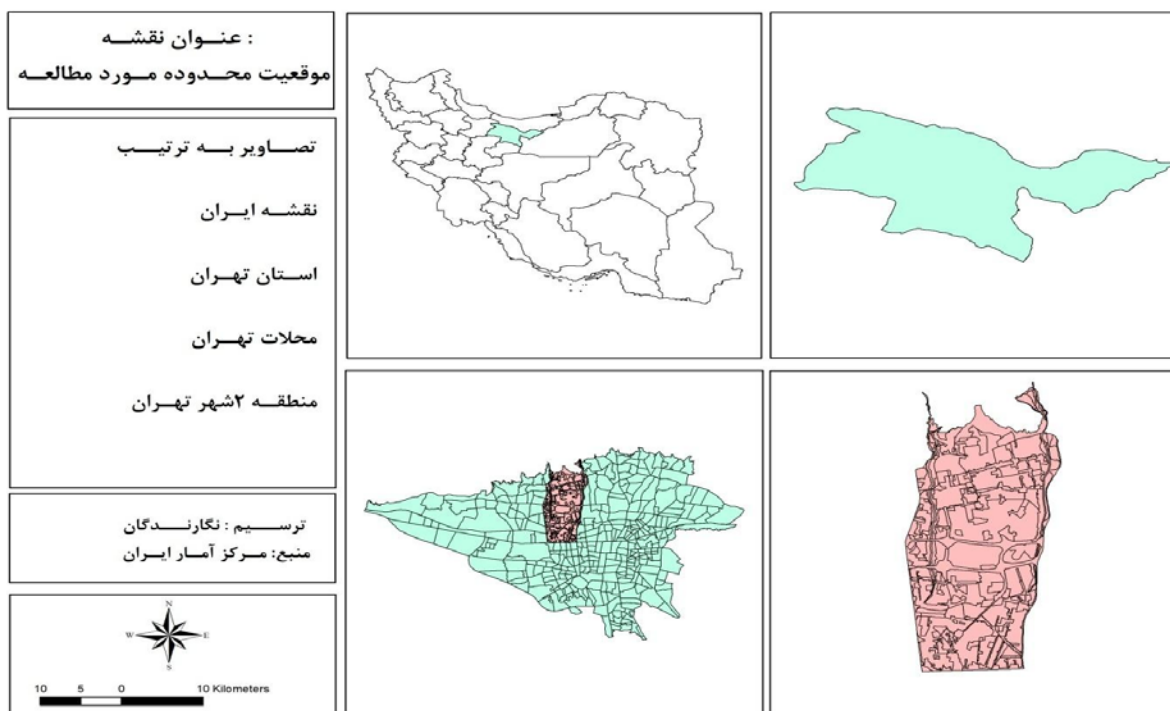 عنوان نقشه :
موقعیت محدوده مورد مطالعه
تصاویر به ترتیب
نقشه ایران
استان تهران
محلات تهران
منطقه ۲شهر تهران
ترسیم : نگارندگان
منبع: مرکز آمار ایران
N
W E
S
10 5 0 10 Kilometers